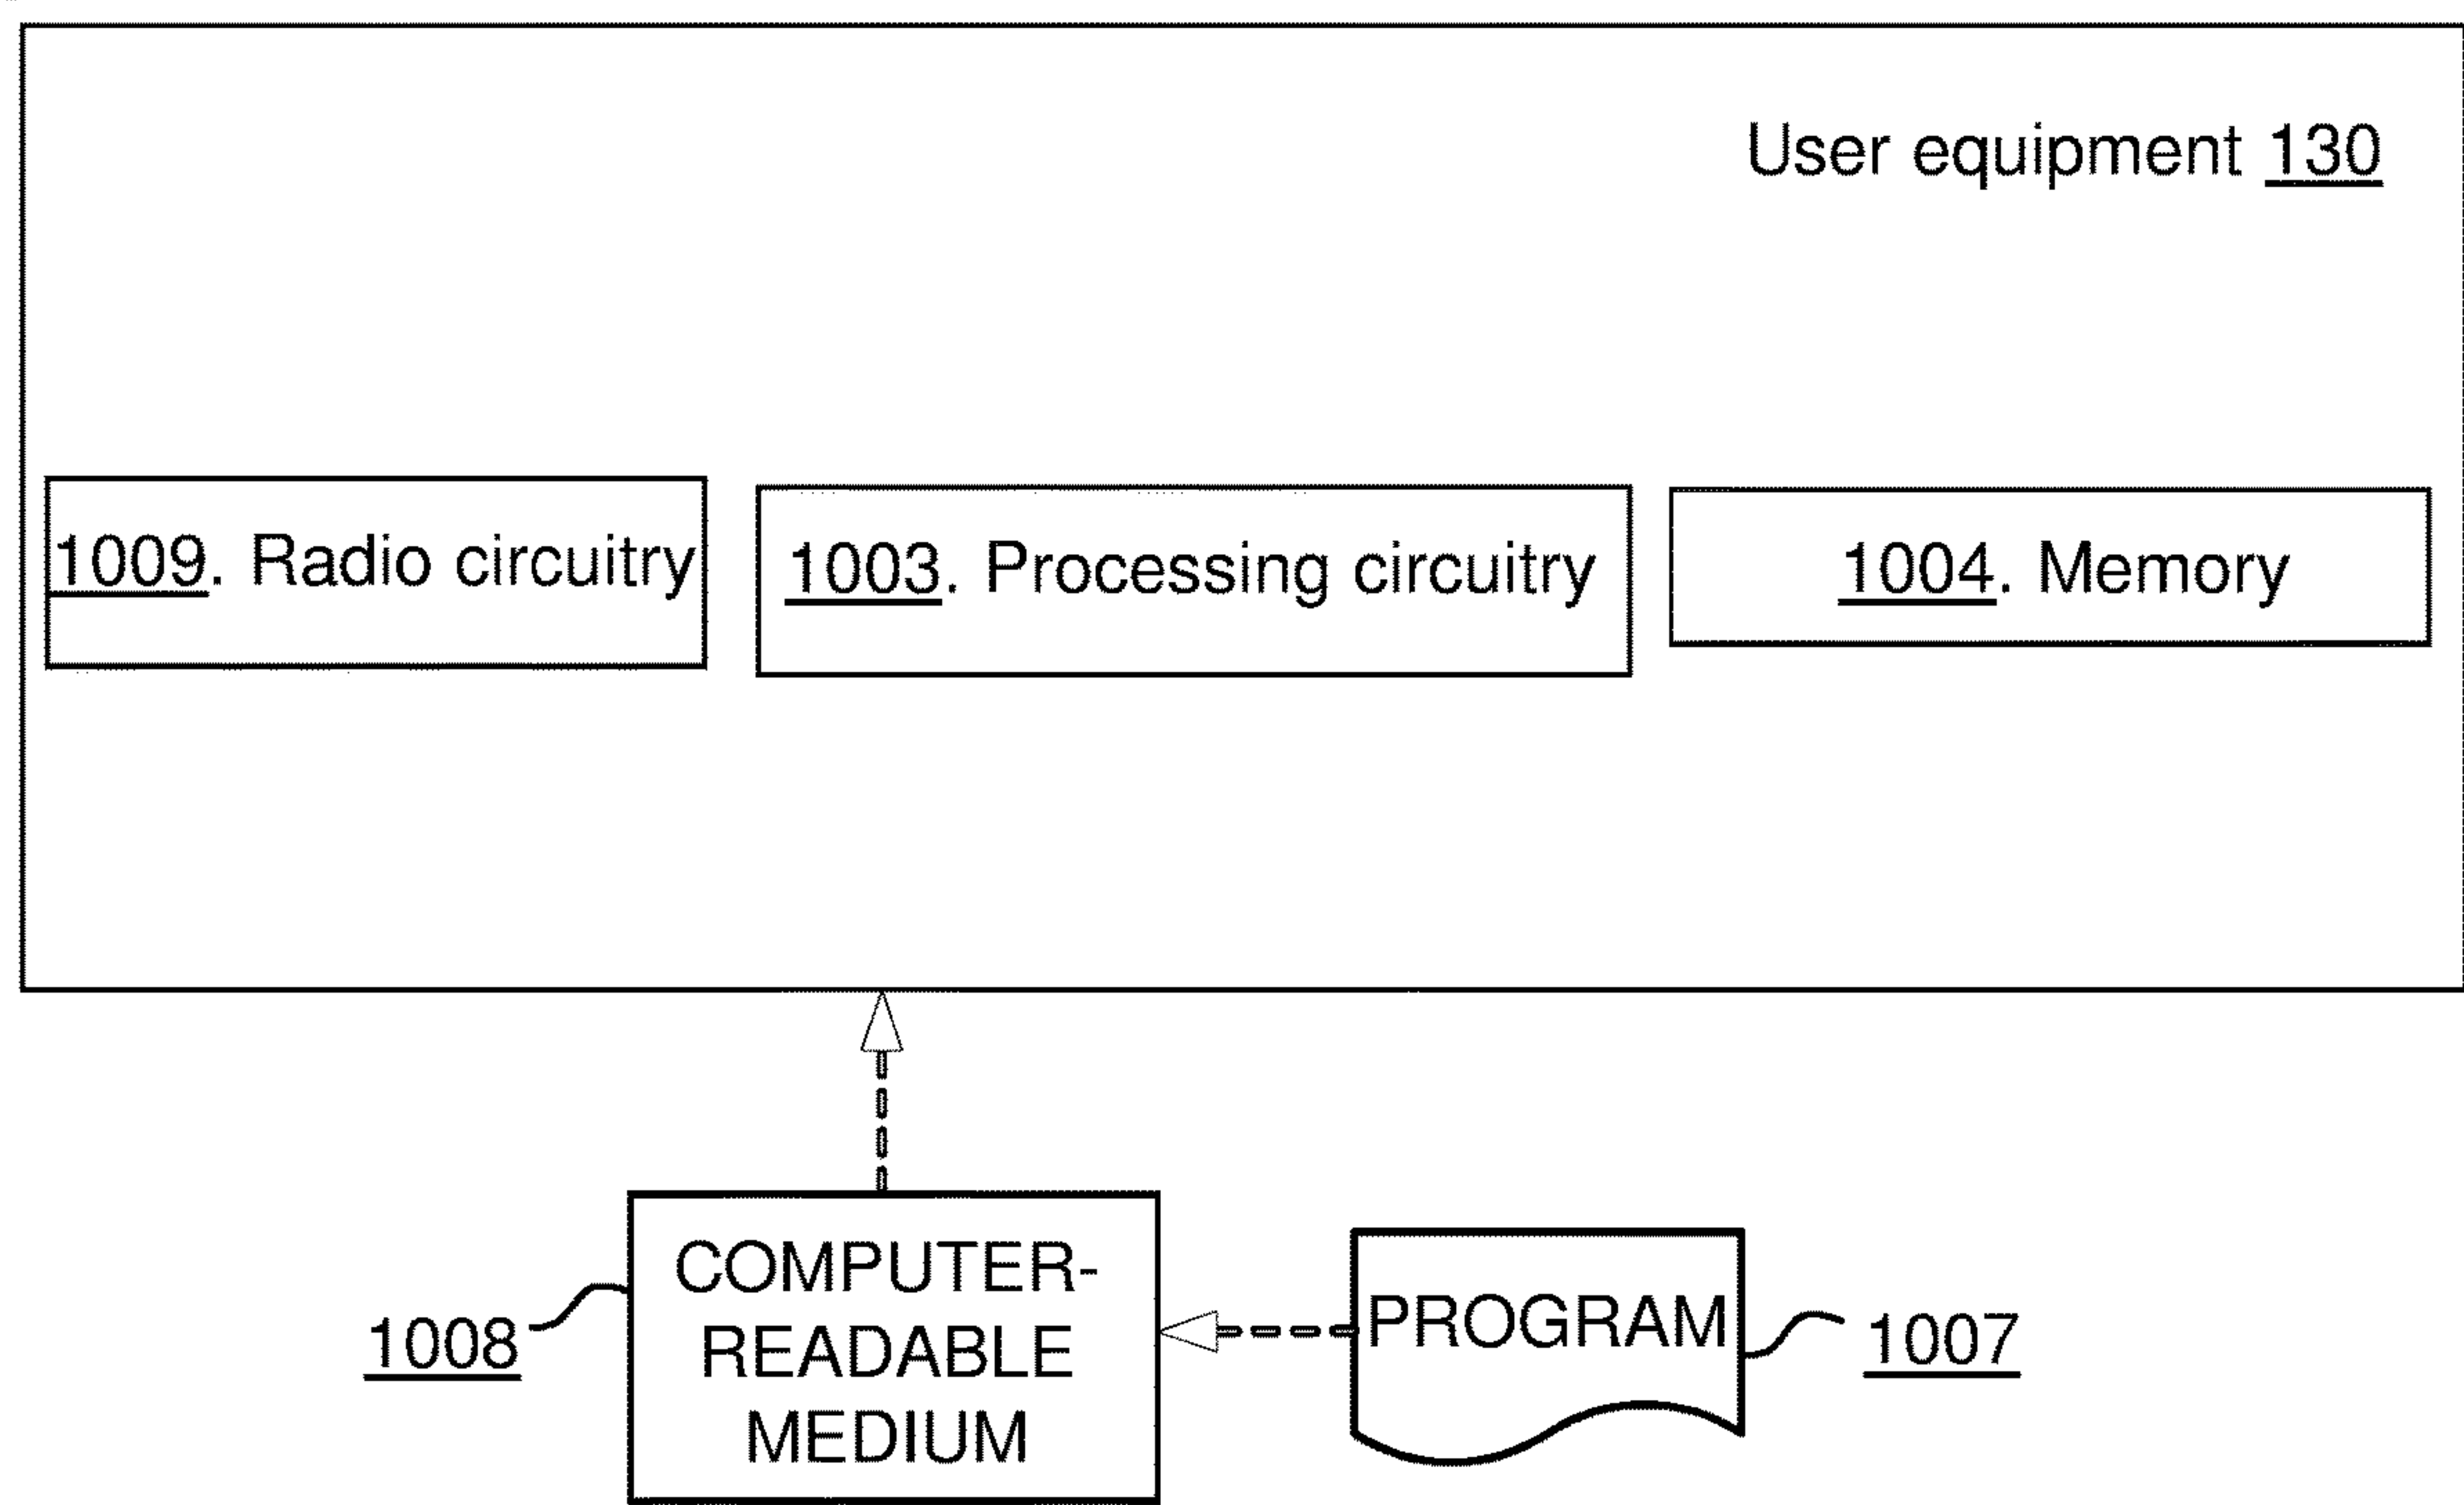 User equipment 130
1009. Radio circuitry
1003. Processing circuitry
1004. Memory
COMPUTER-
READABLE
MEDIUM
1008
PROGRAM
1007